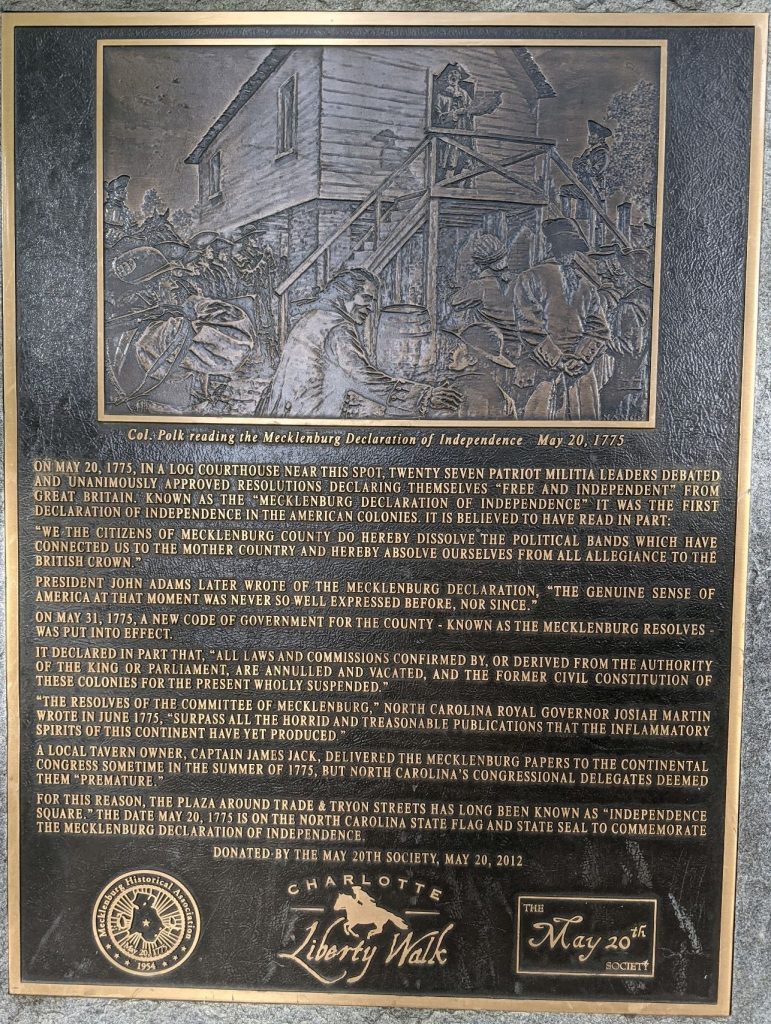 Col. Polk reading the Mecklenburg Declaration of Independence May 20, 1775
ON MAY 20, 1775, IN A LOG COURTHOUSE NEAR THIS SPOT, TWENTY SEVEN PATRIOT MILITIA LEADERS DEBATED
AND UNANIMOUSLY APPROVED RESOLUTIONS DECLARING THEMSELVES "FREE AND INDEPENDENT" FROM
GREAT BRITAIN. KNOWN AS THE "MECKLENBURG DECLARATION OF INDEPENDENCE" IT WAS THE FIRST
DECLARATION OF INDEPENDENCE IN THE AMERICAN COLONIES. IT IS BELIEVED TO HAVE READ IN PART:
"WE THE CITIZENS OF MECKLENBURG COUNTY DO HEREBY DISSOLVE THE POLITICAL BANDS WHICH HAVE
CONNECTED US TO THE MOTHER COUNTRY AND HEREBY ABSOLVE OURSELVES FROM ALL ALLEGIANCE TO THE
BRITISH CROWN."
PRESIDENT JOHN ADAMS LATER WROTE OF THE MECKLENBURG DECLARATION, "THE GENUINE SENSE OF
AMERICA AT THAT MOMENT WAS NEVER SO WELL EXPRESSED BEFORE, NOR SINCE."
ON MAY 31, 1775, A NEW CODE OF GOVERNMENT FOR THE COUNTY - KNOWN AS THE MECKLENBURG RESOLVES -
WAS PUT INTO EFFECT.
IT DECLARED IN PART THAT, "ALL LAWS AND COMMISSIONS CONFIRMED BY, OR DERIVED FROM THE AUTHORITY
OF THE KING OR PARLIAMENT, ARE ANNULLED AND VACATED, AND THE FORMER CIVIL CONSTITUTION OF
THESE COLONIES FOR THE PRESENT WHOLLY SUSPENDED."
"THE RESOLVES OF THE COMMITTEE OF MECKLENBURG," NORTH CAROLINA ROYAL GOVERNOR JOSIAH MARTIN
WROTE IN JUNE 1775, "SURPASS ALL THE HORRID AND TREASONABLE PUBLICATIONS THAT THE INFLAMMATORY
SPIRITS OF THIS CONTINENT HAVE YET PRODUCED."
A LOCAL TAVERN OWNER, CAPTAIN JAMES JACK, DELIVERED THE MECKLENBURG PAPERS TO THE CONTINENTAL
CONGRESS SOMETIME IN THE SUMMER OF 1775, BUT NORTH CAROLINA'S CONGRESSIONAL DELEGATES DEEMED
THEM "PREMATURE."
FOR THIS REASON, THE PLAZA AROUND TRADE & TRYON STREETS HAS LONG BEEN KNOWN AS "INDEPENDENCE
SQUARE." THE DATE MAY 20, 1775 IS ON THE NORTH CAROLINA STATE FLAG AND STATE SEAL TO COMMEMORATE
THE MECKLENBURG DECLARATION OF INDEPENDENCE.
DONATED BY THE MAY 20TH SOCIETY, MAY 20, 2012
Mecklenburg Historical Association
May 20, 1775
1954
CHARLOTTE
Liberty Walk
THE
May 20th
SOCIETY